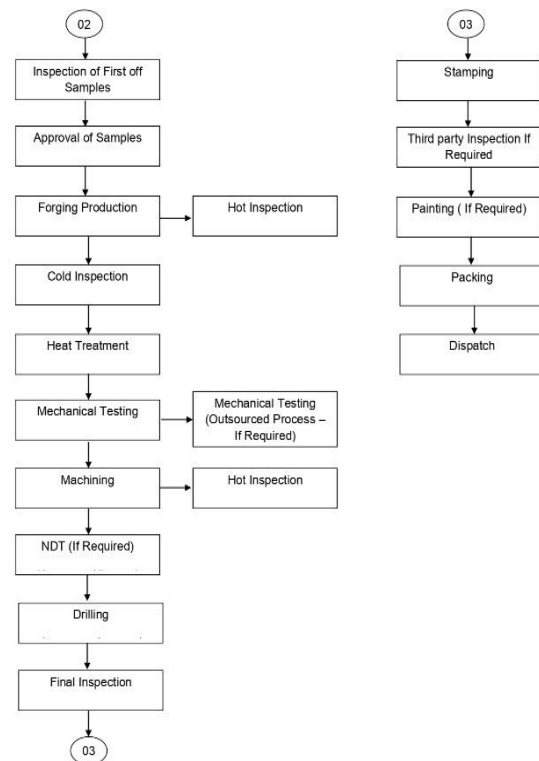 02
Inspection of First off
Samples
Approval of Samples
Forging Production
Hot Inspection
Cold Inspection
Heat Treatment
Mechanical Testing
Mechanical Testing
(Outsourced Process –
If Required)
Machining
Hot Inspection
NDT (If Required)
Drilling
Final Inspection
03
03
Stamping
Third party Inspection If
Required
Painting ( If Required)
Packing
Dispatch